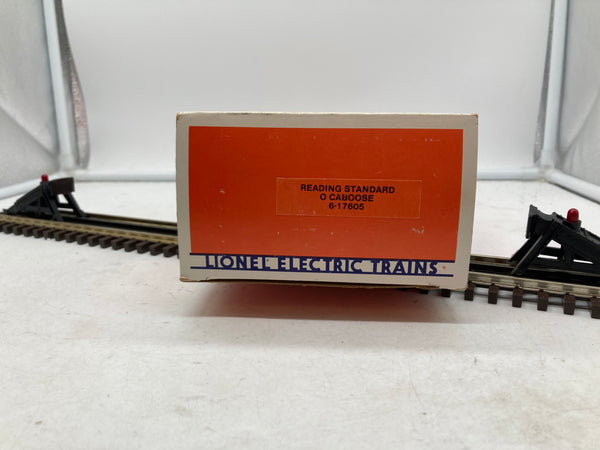 READING STANDARD
O CABOOSE
6-17605
LIONEL ELECTRIC TRAINS